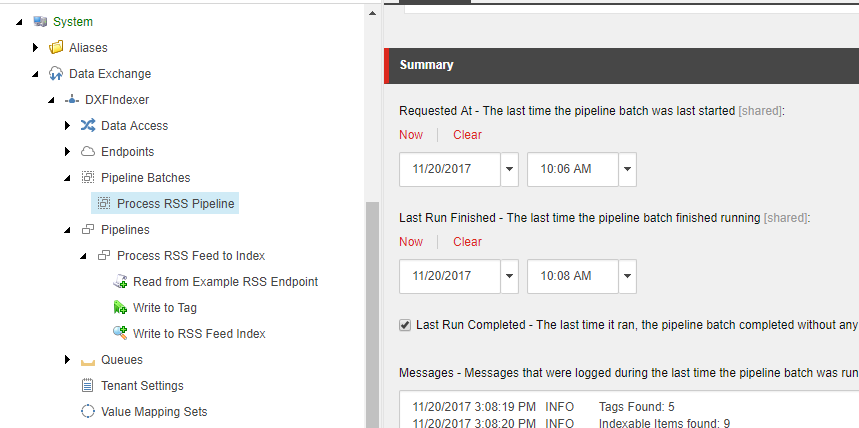 System
Aliases
Data Exchange
DXFIndexer
Data Access
Endpoints
Pipeline Batches
Process RSS Pipeline
Pipelines
Process RSS Feed to Index
Read from Example RSS Endpoint
Write to Tag
Write to RSS Feed Index
Queues
Tenant Settings
Value Mapping Sets
Summary
Requested At - The last time the pipeline batch was last started [shared]:
Now Clear
11/20/2017 10:06 AM
Last Run Finished - The last time the pipeline batch finished running [shared]:
Now Clear
11/20/2017 10:08 AM
Last Run Completed - The last time it ran, the pipeline batch completed without any
Messages - Messages that were logged during the last time the pipeline batch was run
11/20/2017 3:08:19 PM INFO Tags Found: 5
11/20/2017 3:08:20 PM INFO Indexable Items found: 9